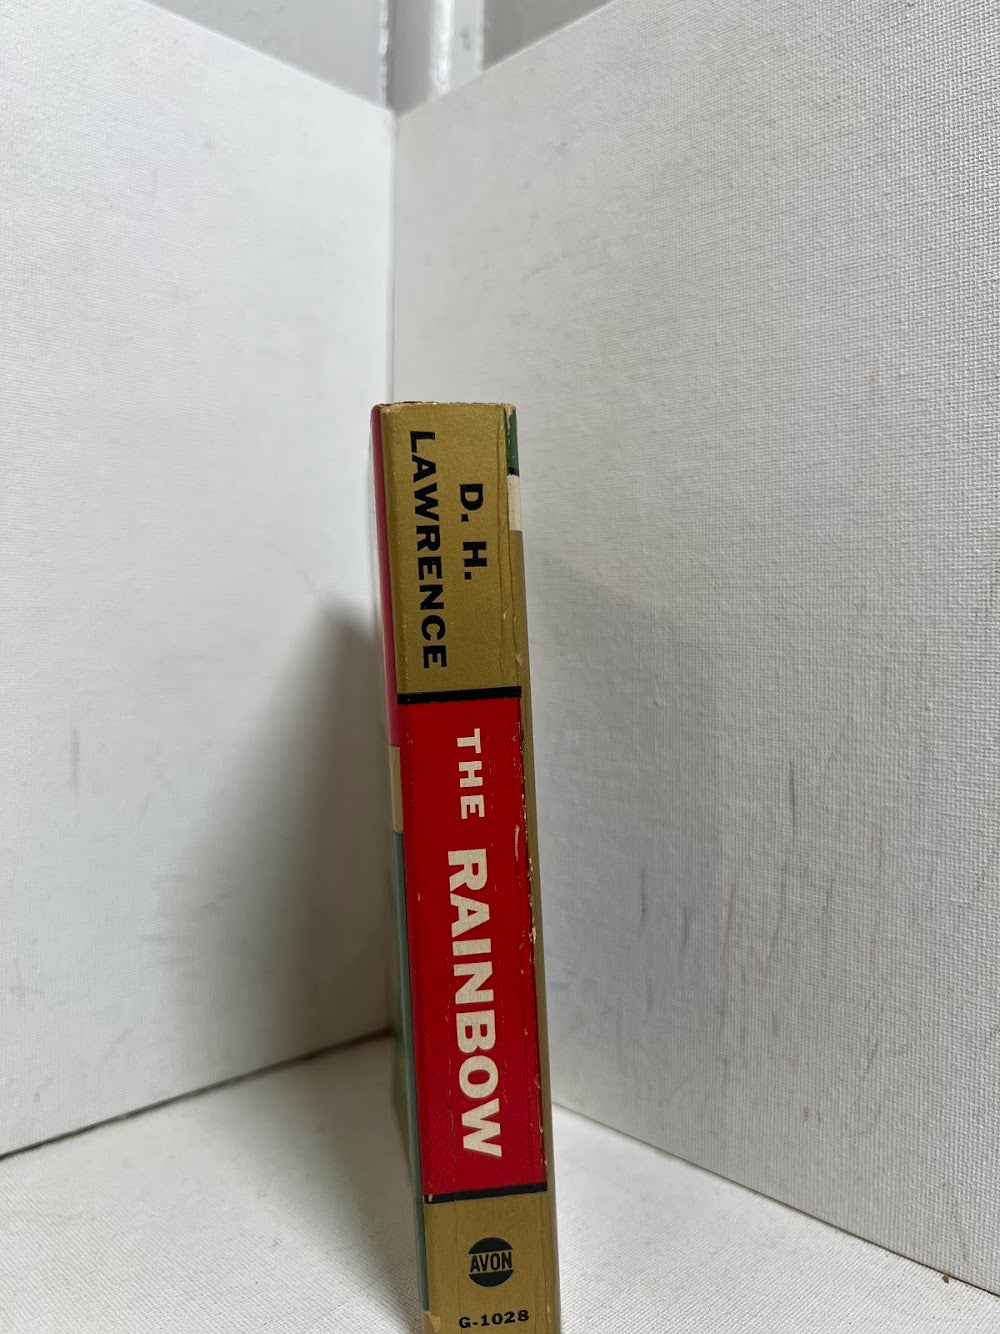 D. H.
LAWRENCE
THE RAINBOW
AVON
G-1028